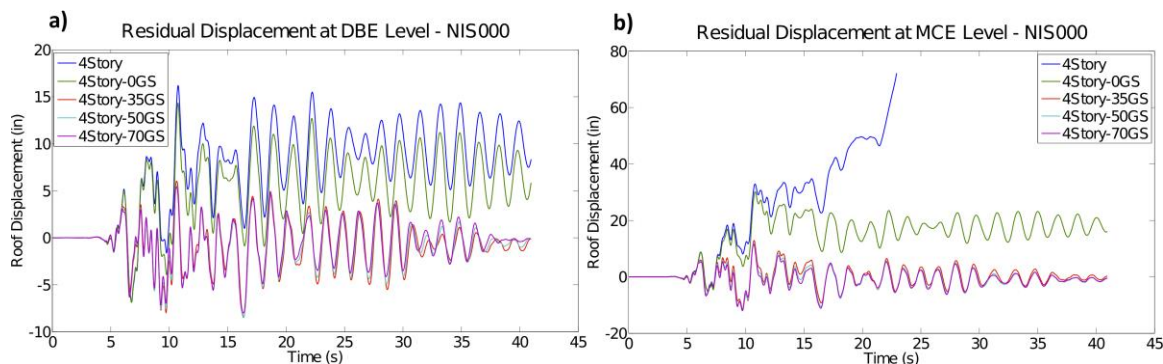 a)
Residual Displacement at DBE Level - NIS000
Roof Displacement (in)
20
15
10
5
0
-5
-10
4Story
4Story-0GS
4Story-35GS
4Story-50GS
4Story-70GS
0 5 10 15 20 25 30 35 40 45
Time (s)
b)
Residual Displacement at MCE Level - NIS000
Roof Displacement (in)
80
60
40
20
0
-20
4Story
4Story-0GS
4Story-35GS
4Story-50GS
4Story-70GS
0 5 10 15 20 25 30 35 40 45
Time (s)